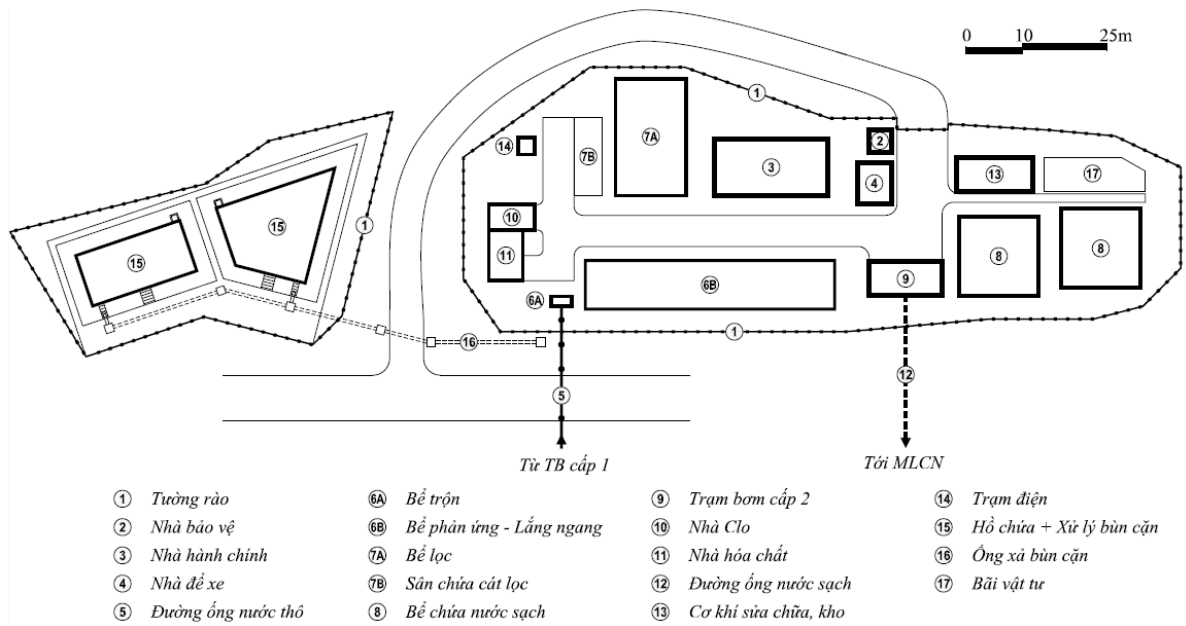 0 10 25m
1
14
7B
7A
3
2
4
13
17
15
15
1
10
11
6A
6B
9
8
8
1
16
5
12
Từ TB cấp 1
Tới MLCN
1 Tường rào
2 Nhà bảo vệ
3 Nhà hành chính
4 Nhà để xe
5 Đường ống nước thô
6A Bể trộn
6B Bể phản ứng - Lắng ngang
7A Bể lọc
7B Sân chứa cát lọc
8 Bể chứa nước sạch
9 Trạm bơm cấp 2
10 Nhà Clo
11 Nhà hóa chất
12 Đường ống nước sạch
13 Cơ khí sửa chữa, kho
14 Trạm điện
15 Hồ chứa + Xử lý bùn cặn
16 Ống xả bùn cặn
17 Bãi vật tư